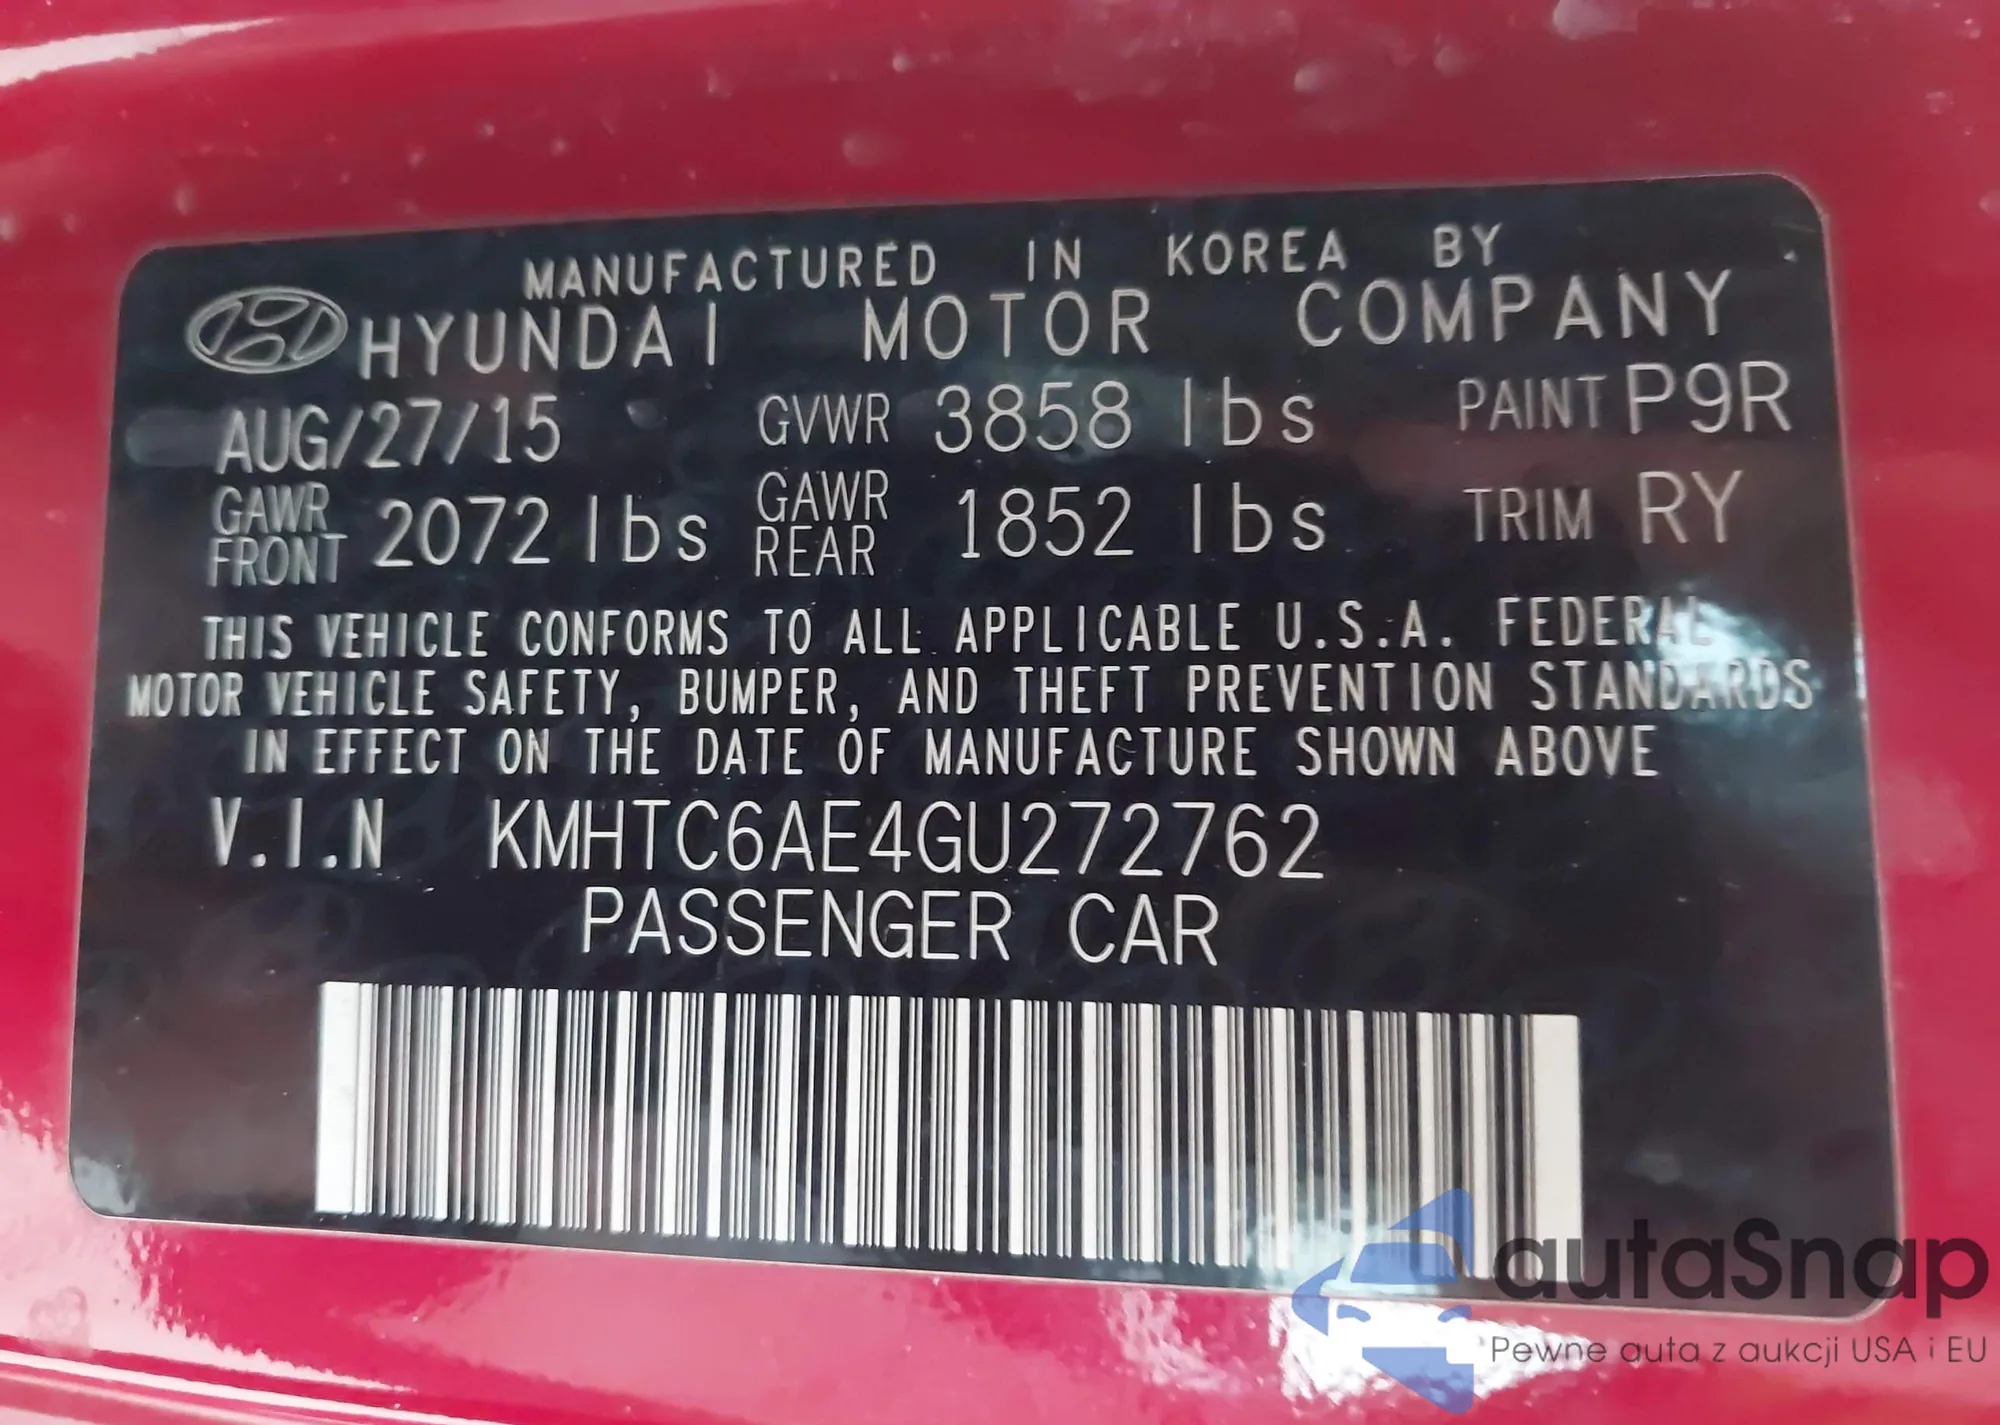 MANUFACTURED IN KOREA BY
HYUNDAI MOTOR COMPANY
AUG/27/15 GVWR 3858 lbs PAINT P9R
GAWR FRONT 2072 lbs GAWR REAR 1852 lbs TRIM RY
THIS VEHICLE CONFORMS TO ALL APPLICABLE U.S.A. FEDERAL
MOTOR VEHICLE SAFETY, BUMPER, AND THEFT PREVENTION STANDARDS
IN EFFECT ON THE DATE OF MANUFACTURE SHOWN ABOVE
V.I.N KMHTC6AE4GU272762
PASSENGER CAR
autaSnap
Pewne auta z aukcji USA i EU